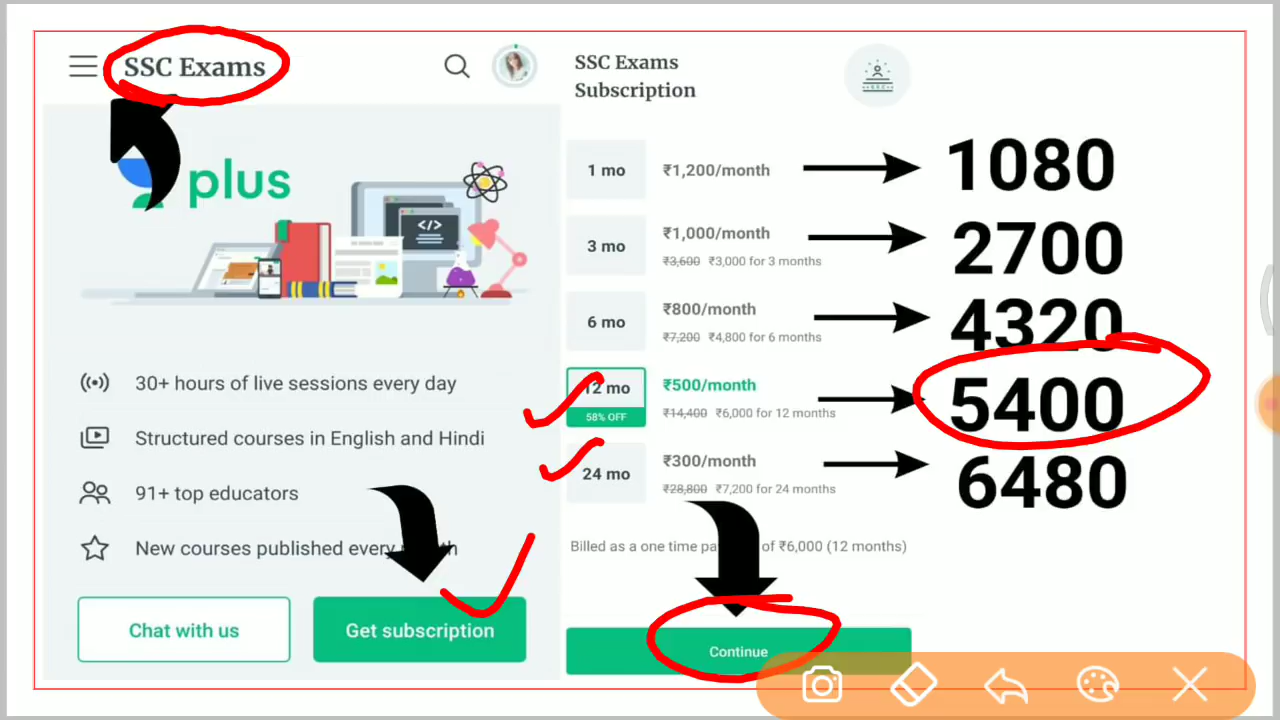 SSC Exams
plus
</>
30+ hours of live sessions every day
Structured courses in English and Hindi
91+ top educators
New courses published every month
Chat with us
Get subscription
SSC Exams
Subscription
1 mo
₹1,200/month
1080
3 mo
₹1,000/month
₹3,600 ₹3,000 for 3 months
2700
6 mo
₹800/month
₹7,200 ₹4,800 for 6 months
4320
12 mo
58% OFF
₹500/month
₹14,400 ₹6,000 for 12 months
5400
24 mo
₹300/month
₹28,800 ₹7,200 for 24 months
6480
Billed as a one time pa of ₹6,000 (12 months)
Continue